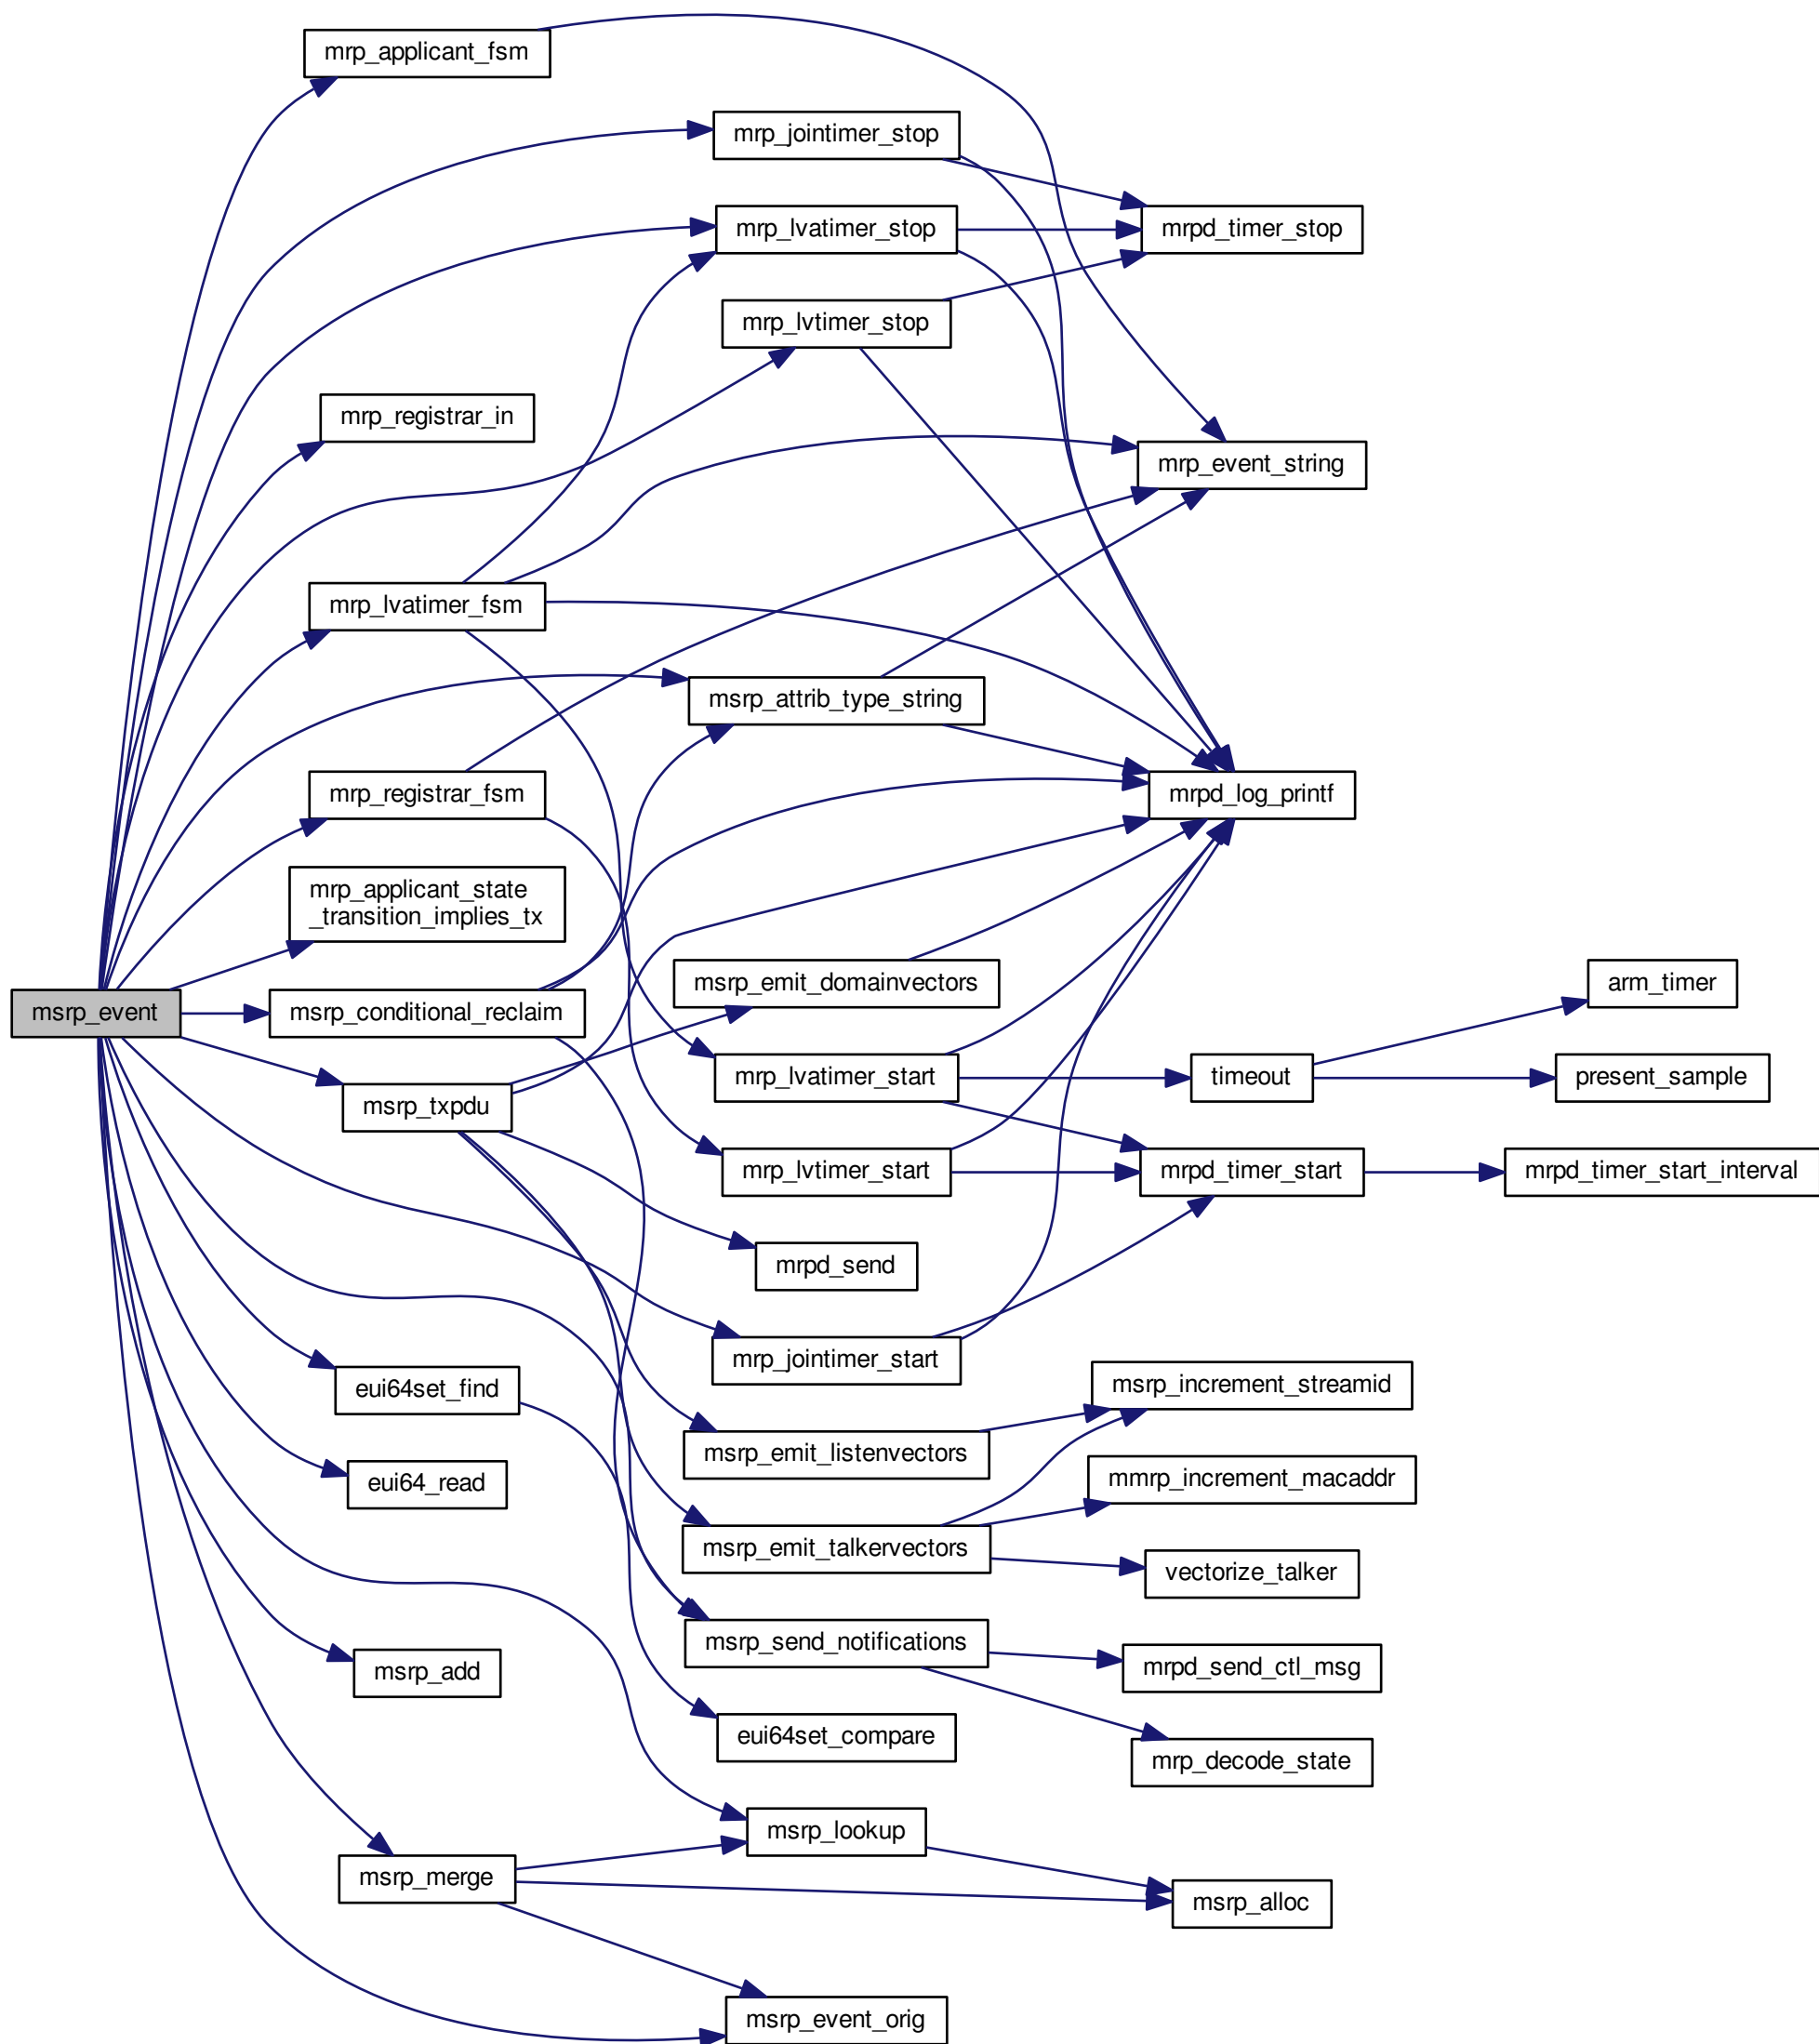 mrp_applicant_fsm
mrp_jointimer_stop
mrp_lvatimer_stop
mrpd_timer_stop
mrp_lvtimer_stop
mrp_registrar_in
mrp_event_string
mrp_lvatimer_fsm
msrp_attrib_type_string
mrp_registrar_fsm
mrpd_log_printf
mrp_applicant_state
_transition_implies_tx
msrp_emit_domainvectors
arm_timer
msrp_event
msrp_conditional_reclaim
mrp_lvatimer_start
timeout
present_sample
msrp_txpdu
mrp_lvtimer_start
mrpd_timer_start
mrpd_timer_start_interval
mrpd_send
mrp_jointimer_start
eui64set_find
msrp_increment_streamid
msrp_emit_listenvectors
eui64_read
mmrp_increment_macaddr
msrp_emit_talkervectors
vectorize_talker
msrp_send_notifications
msrp_add
mrpd_send_ctl_msg
eui64set_compare
mrp_decode_state
msrp_lookup
msrp_merge
msrp_alloc
msrp_event_orig